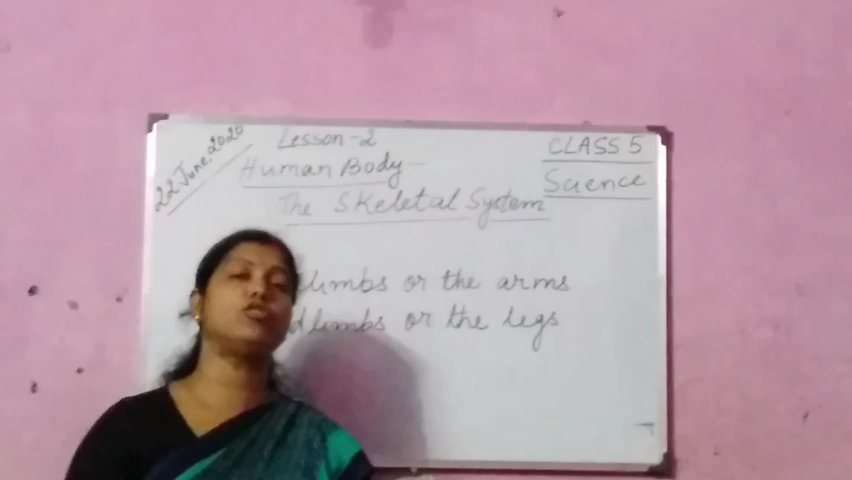 22 June, 2020
Lesson-2
CLASS 5
Human Body-
Science
The Skeletal System
limbs or the arms
limbs or the legs